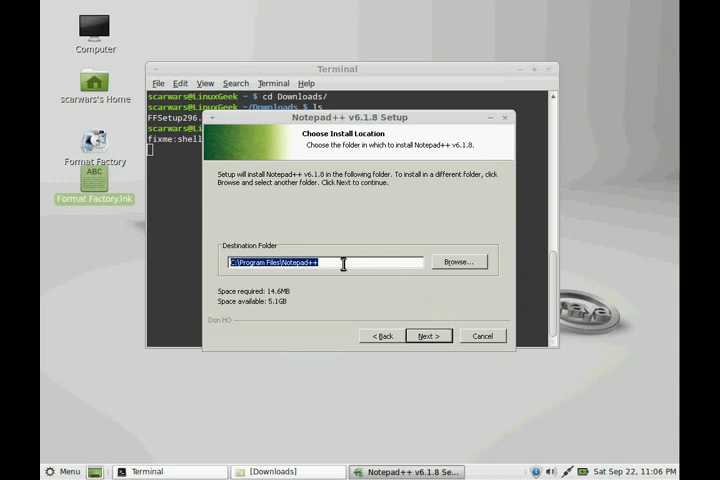 Computer
scarwars's Home
Format Factory
ABC
Format Factory.lnk
Terminal
File Edit View Search Terminal Help
scarwars@LinuxGeek ~ $ cd Downloads/
scarwars@LinuxGeek ~/Downloads $ ls
FFSetup296.
scarwars@LinuxG
fixme:shell
Notepad++ v6.1.8 Setup
Choose Install Location
Choose the folder in which to install Notepad++ v6.1.8.
Setup will install Notepad++ v6.1.8 in the following folder. To install in a different folder, click
Browse and select another folder. Click Next to continue.
Destination Folder
C:\Program Files\Notepad++
Browse...
Space required: 14.6MB
Space available: 5.1GB
Don HO
< Back Next > Cancel
Menu Terminal [Downloads] Notepad++ v6.1.8 Se... Sat Sep 22, 11:06 PM